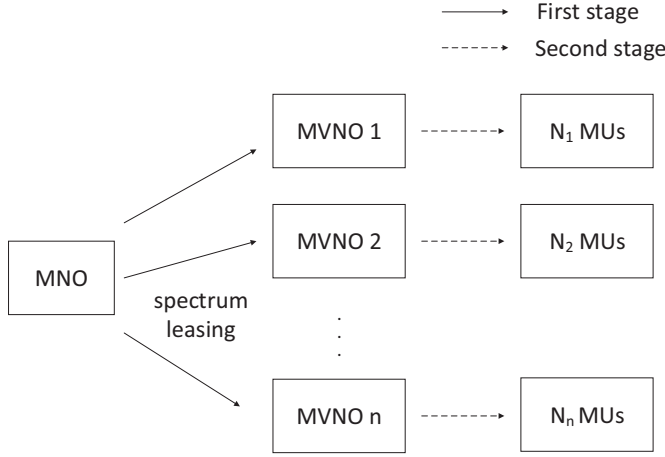 First stage
Second stage
MVNO 1
N₁ MUs
MVNO 2
N₂ MUs
MNO
spectrum
leasing
.
.
.
MVNO n
Nₙ MUs